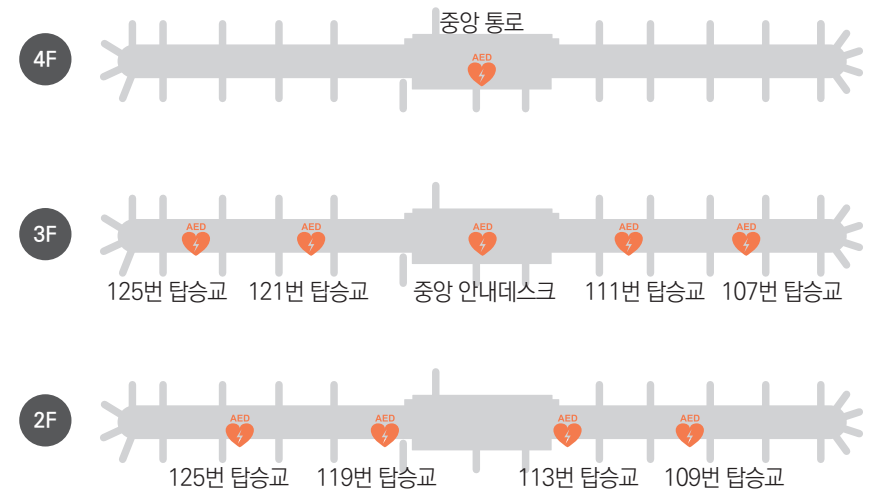 중앙 통로
4F
AED
3F
AED
AED
AED
AED
AED
125번 탑승교
121번 탑승교
중앙 안내데스크
111번 탑승교
107번 탑승교
2F
AED
AED
AED
AED
125번 탑승교
119번 탑승교
113번 탑승교
109번 탑승교